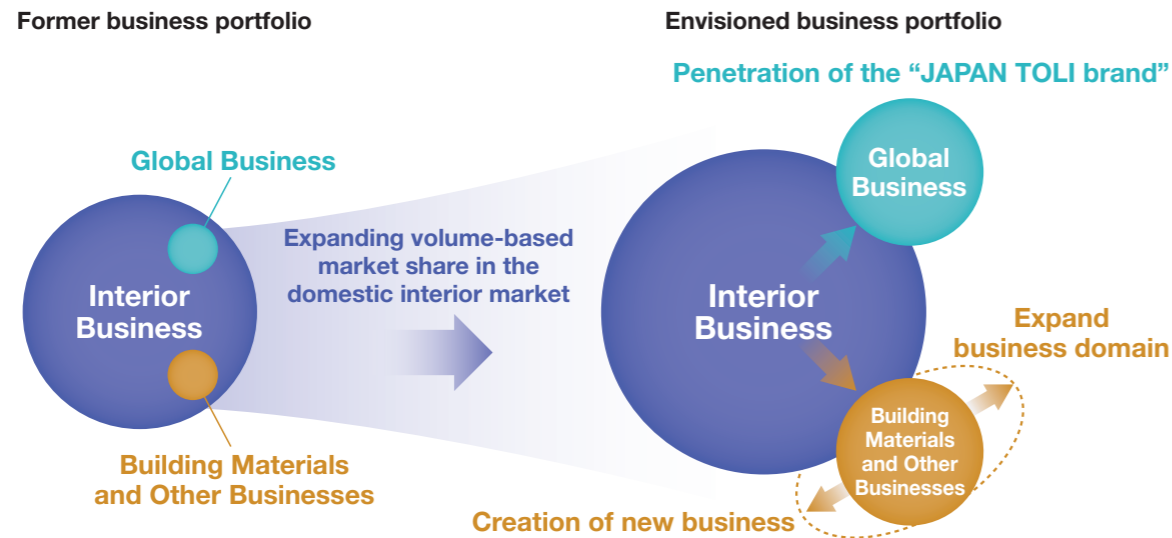 Former business portfolio
Global Business
Interior
Business
Building Materials
and Other Businesses
Expanding volume-based
market share in the
domestic interior market
Envisioned business portfolio
Penetration of the “JAPAN TOLI brand”
Global
Business
Interior
Business
Expand
business domain
Building
Materials
and Other
Businesses
Creation of new business